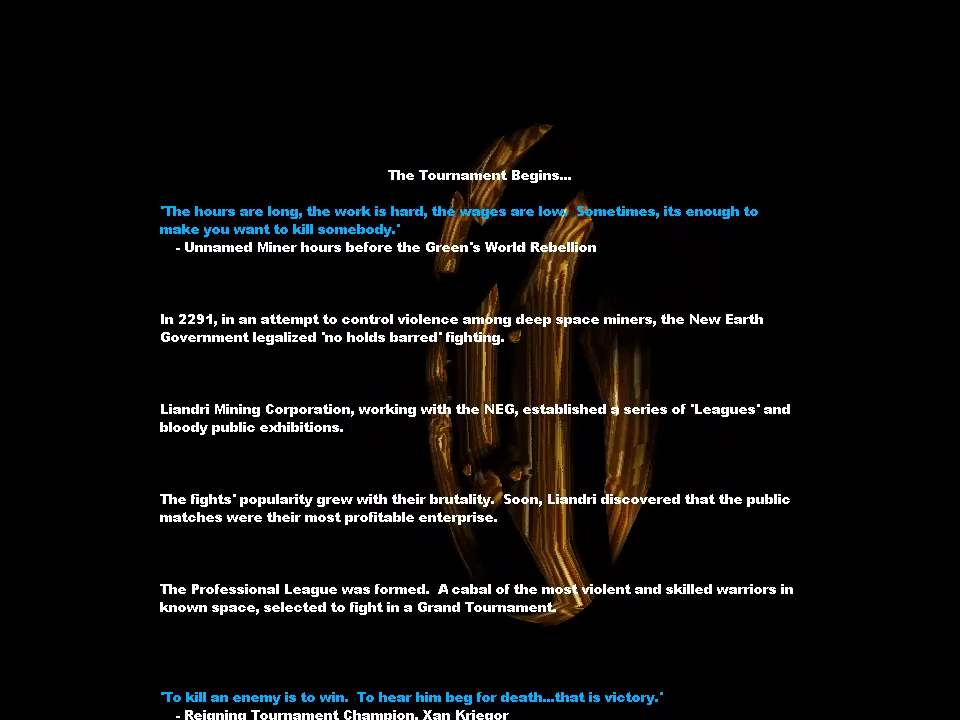 The Tournament Begins...
'The hours are long, the work is hard, the wages are low.  Sometimes, its enough to
make you want to kill somebody.'
- Unnamed Miner hours before the Green's World Rebellion
In 2291, in an attempt to control violence among deep space miners, the New Earth
Government legalized 'no holds barred' fighting.
Liandri Mining Corporation, working with the NEG, established a series of 'Leagues' and
bloody public exhibitions.
The fights' popularity grew with their brutality.  Soon, Liandri discovered that the public
matches were their most profitable enterprise.
The Professional League was formed.  A cabal of the most violent and skilled warriors in
known space, selected to fight in a Grand Tournament.
'To kill an enemy is to win.  To hear him beg for death...that is victory.'
- Reigning Tournament Champion, Xan Kriegor